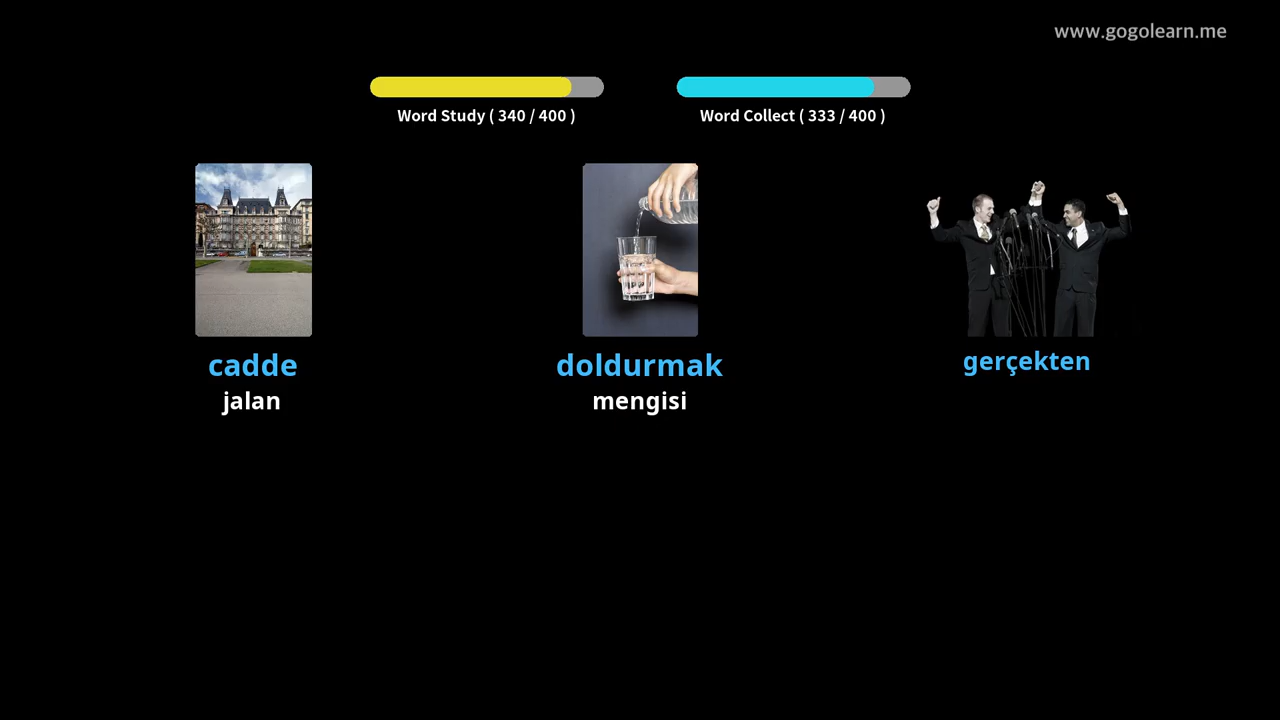 www.gogolearn.me
Word Study ( 340 / 400 )
Word Collect ( 333 / 400 )
cadde
jalan
doldurmak
mengisi
gerçekten